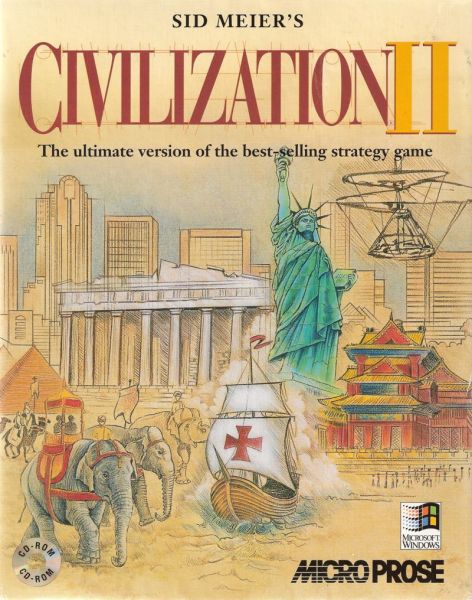 SID MEIER'S
CIVILIZATION II
The ultimate version of the best-selling strategy game
CD-ROM
CD-ROM
MICROSOFT
WINDOWS
MICROPROSE